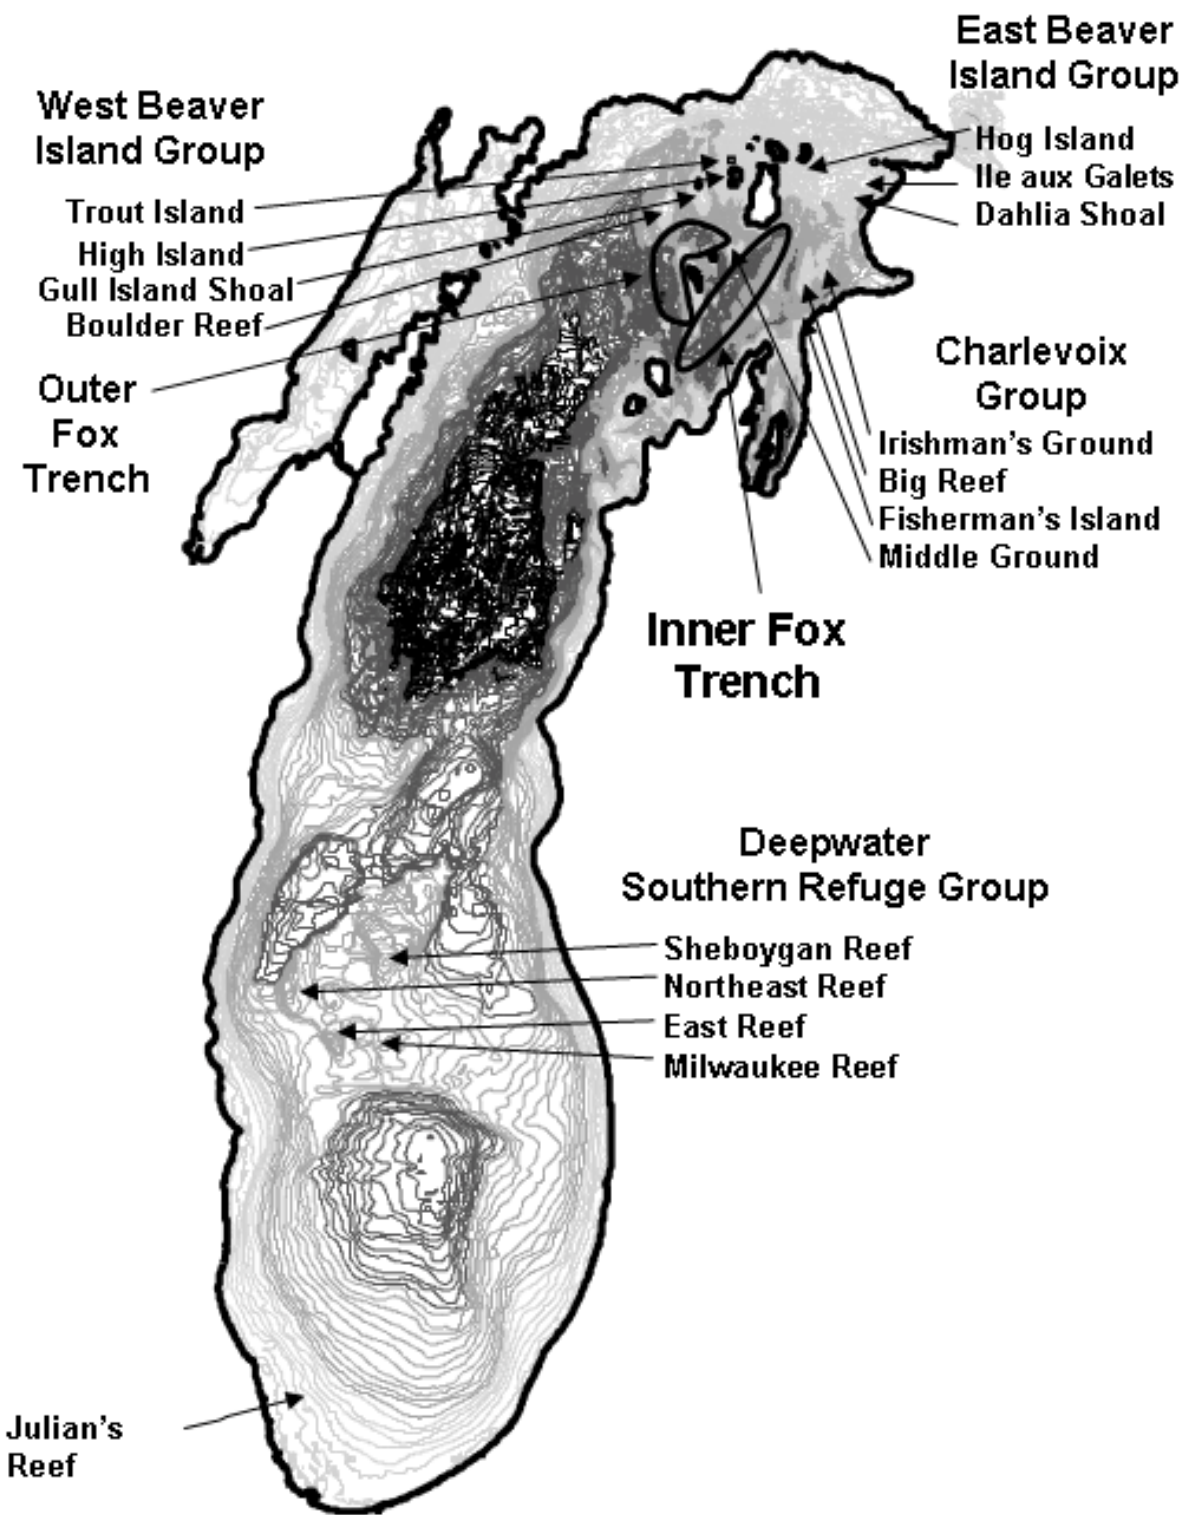 East Beaver
Island Group
West Beaver
Island Group
Hog Island
Ile aux Galets
Dahlia Shoal
Trout Island
High Island
Gull Island Shoal
Boulder Reef
Outer
Fox
Trench
Charlevoix
Group
Irishman's Ground
Big Reef
Fisherman's Island
Middle Ground
Inner Fox
Trench
Deepwater
Southern Refuge Group
Sheboygan Reef
Northeast Reef
East Reef
Milwaukee Reef
Julian's
Reef